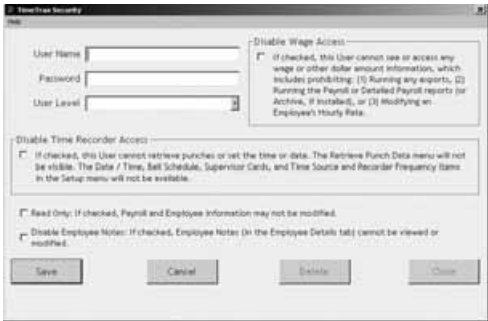 TimeTrax Security
Help
User Name
Password
User Level
Disable Wage Access
If checked, this User cannot see or access any
wage or other dollar amount information, which
includes prohibiting: (1) Running any exports, (2)
Running the Payroll or Detailed Payroll reports (or
Archive, if installed), or (3) Modifying an
Employee's Hourly Rate.
Disable Time Recorder Access
If checked, this User cannot retrieve punches or set the time or date. The Retrieve Punch Data menu will not
be visible. The Date / Time, Bell Schedule, Supervisor Cards, and Time Source and Recorder Frequency items
in the Setup menu will not be available.
Read Only: If checked, Payroll and Employee information may not be modified.
Disable Employee Notes: If checked, Employee Notes (in the Employee Details tab) cannot be viewed or
modified.
Save Cancel Delete Close